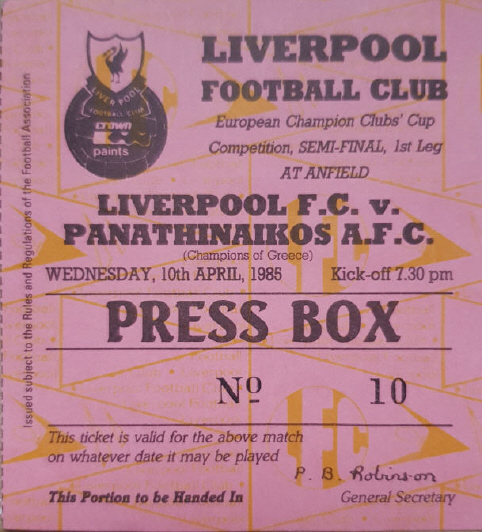 LIVERPOOL
FOOTBALL CLUB
European Champion Clubs' Cup
Competition, SEMI-FINAL, 1st Leg
AT ANFIELD
LIVERPOOL
FOOTBALL CLUB
crown
paints
LIVERPOOL F.C. v.
PANATHINAIKOS A.F.C.
(Champions of Greece)
WEDNESDAY, 10th APRIL, 1985 Kick-off 7.30 pm
PRESS BOX
Nº 10
This ticket is valid for the above match
on whatever date it may be played
P. B. Robinson
This Portion to be Handed In General Secretary
Issued subject to the Rules and Regulations of the Football Association
LFC